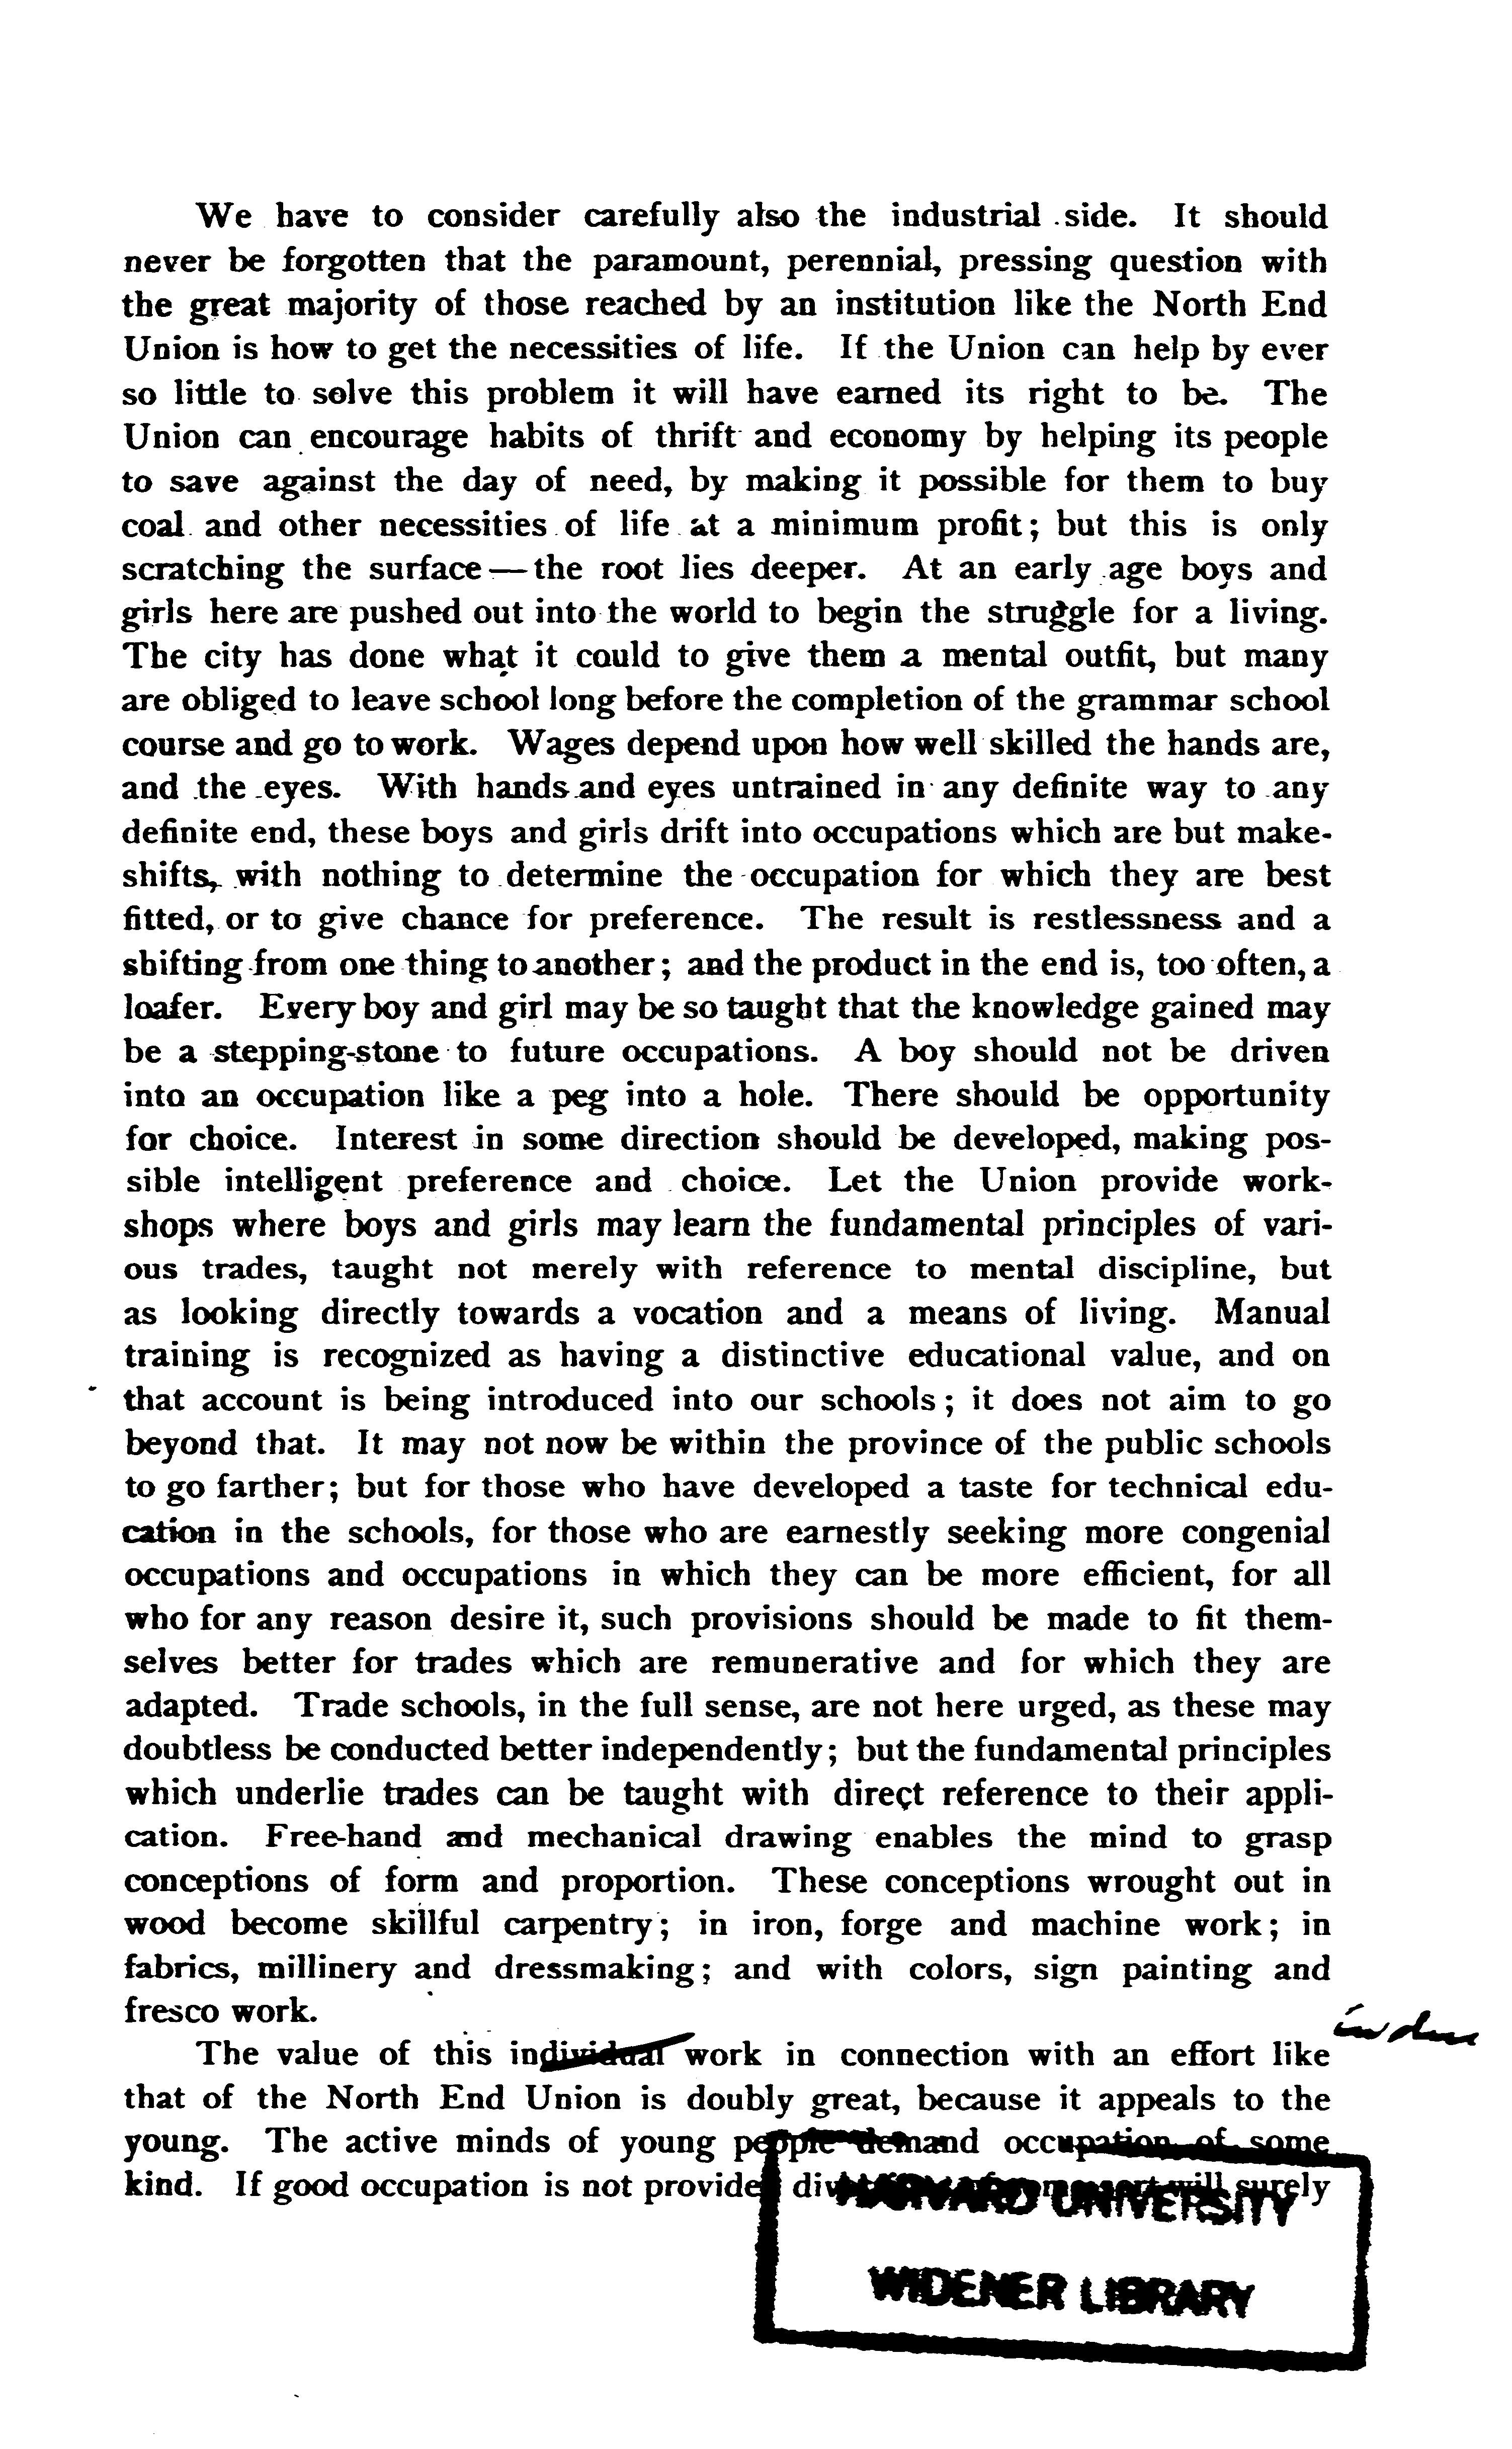 We have to consider carefully also the industrial side. It should
never be forgotten that the paramount, perennial, pressing question with
the great majority of those reached by an institution like the North End
Union is how to get the necessities of life. If the Union can help by ever
so little to solve this problem it will have earned its right to be. The
Union can encourage habits of thrift and economy by helping its people
to save against the day of need, by making it possible for them to buy
coal and other necessities of life at a minimum profit; but this is only
scratching the surface—the root lies deeper. At an early age boys and
girls here are pushed out into the world to begin the struggle for a living.
The city has done what it could to give them a mental outfit, but many
are obliged to leave school long before the completion of the grammar school
course and go to work. Wages depend upon how well skilled the hands are,
and the eyes. With hands and eyes untrained in any definite way to any
definite end, these boys and girls drift into occupations which are but make-
shifts, with nothing to determine the occupation for which they are best
fitted, or to give chance for preference. The result is restlessness and a
shifting from one thing to another; and the product in the end is, too often, a
loafer. Every boy and girl may be so taught that the knowledge gained may
be a stepping-stone to future occupations. A boy should not be driven
into an occupation like a peg into a hole. There should be opportunity
for choice. Interest in some direction should be developed, making pos-
sible intelligent preference and choice. Let the Union provide work-
shops where boys and girls may learn the fundamental principles of vari-
ous trades, taught not merely with reference to mental discipline, but
as looking directly towards a vocation and a means of living. Manual
training is recognized as having a distinctive educational value, and on
that account is being introduced into our schools; it does not aim to go
beyond that. It may not now be within the province of the public schools
to go farther; but for those who have developed a taste for technical edu-
cation in the schools, for those who are earnestly seeking more congenial
occupations and occupations in which they can be more efficient, for all
who for any reason desire it, such provisions should be made to fit them-
selves better for trades which are remunerative and for which they are
adapted. Trade schools, in the full sense, are not here urged, as these may
doubtless be conducted better independently; but the fundamental principles
which underlie trades can be taught with direct reference to their appli-
cation. Free-hand and mechanical drawing enables the mind to grasp
conceptions of form and proportion. These conceptions wrought out in
wood become skillful carpentry; in iron, forge and machine work; in
fabrics, millinery and dressmaking; and with colors, sign painting and
fresco work.
The value of this individual work in connection with an effort like
that of the North End Union is doubly great, because it appeals to the
young. The active minds of young people demand occupation of some
kind. If good occupation is not provided will surely
HARVARD UNIVERSITY
WIDENER LIBRARY